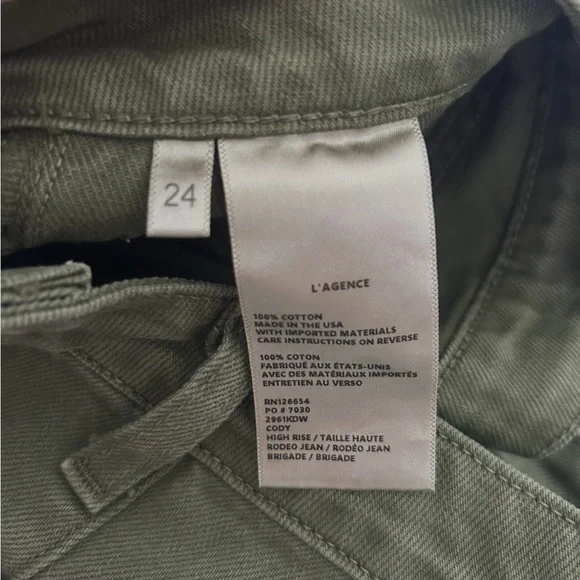 24
L'AGENCE
100% COTTON
MADE IN THE USA
WITH IMPORTED MATERIALS
CARE INSTRUCTIONS ON REVERSE
100% COTON
FABRIQUÉ AUX ÉTATS-UNIS
AVEC DES MATÉRIAUX IMPORTÉS
ENTRETIEN AU VERSO
RN126654
PO # 7030
2961KDW
CODY
HIGH RISE / TAILLE HAUTE
RODEO JEAN / RODÉO JEAN
BRIGADE / BRIGADE